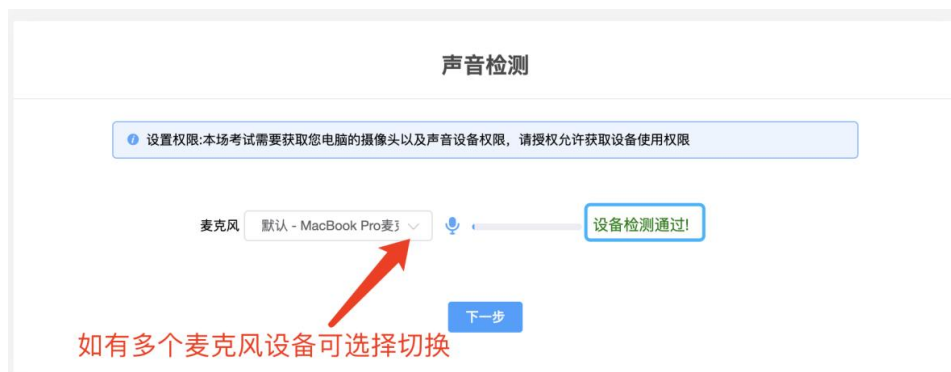 声音检测
设置权限:本场考试需要获取您电脑的摄像头以及声音设备权限，请授权允许获取设备使用权限
麦克风 默认 - MacBook Pro麦 设备检测通过!
下一步
如有多个麦克风设备可选择切换